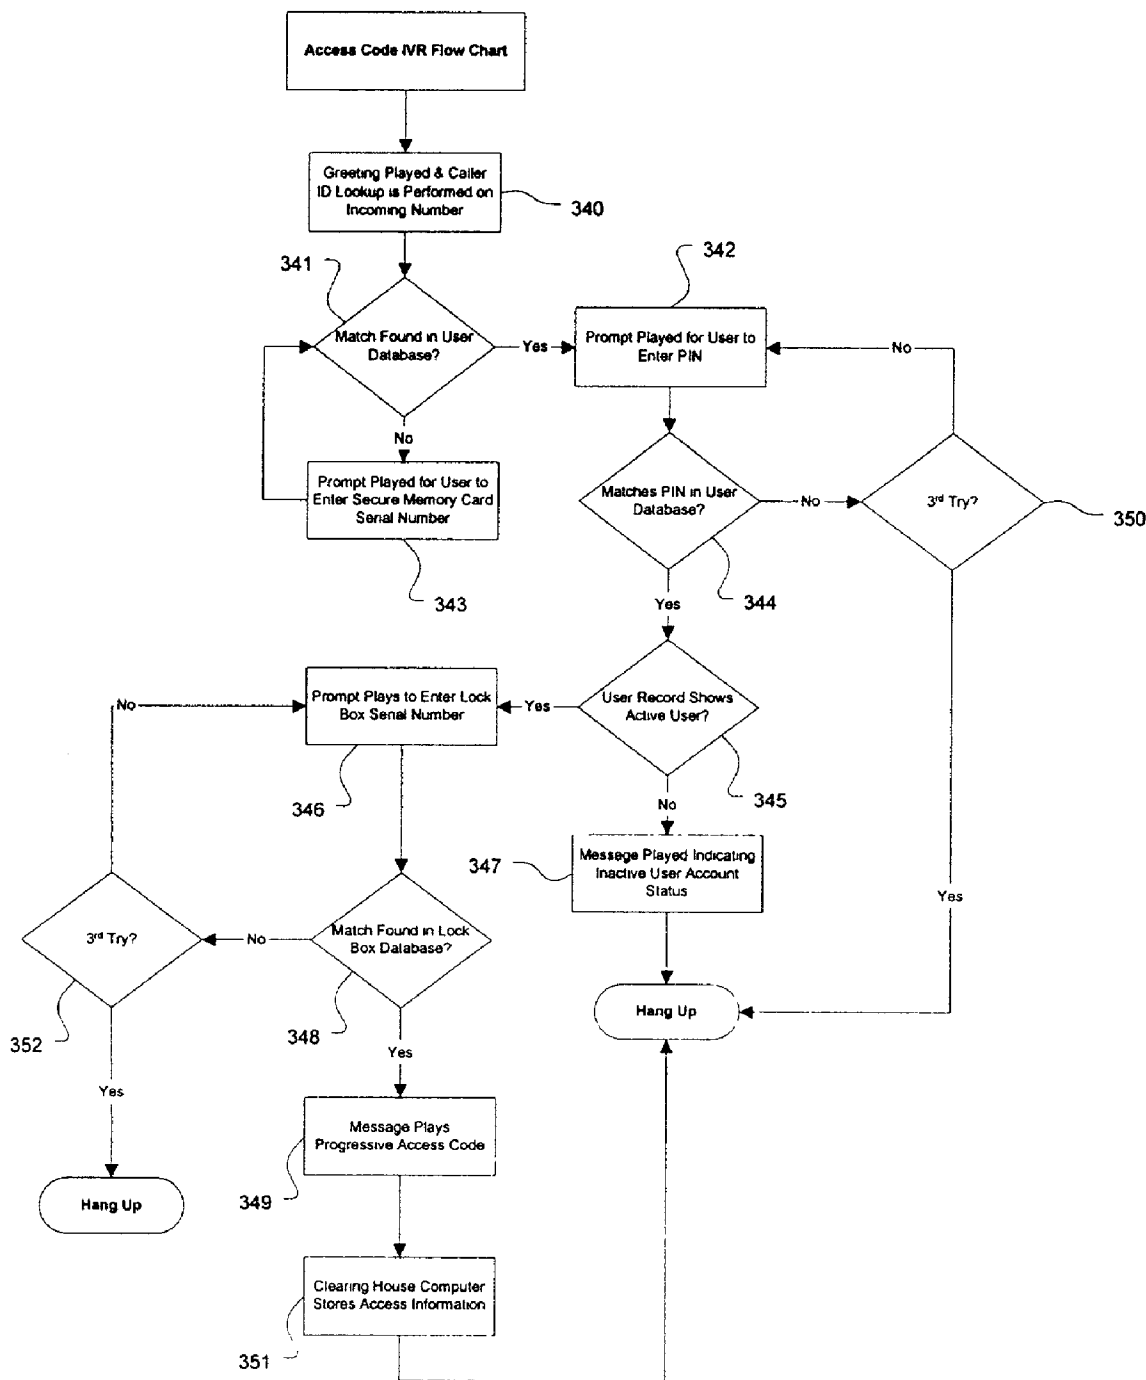 Access Code IVR Flow Chart
Greeting Played & Caller
ID Lookup is Performed on
Incoming Number
340
341
Match Found in User
Database?
Yes
No
342
Prompt Played for User to
Enter PIN
No
Prompt Played for User to
Enter Secure Memory Card
Serial Number
343
Matches PIN in User
Database?
No
344
Yes
3rd Try?
350
Yes
User Record Shows
Active User?
345
Yes
No
Prompt Plays to Enter Lock
Box Serial Number
346
No
347
Message Played Indicating
Inactive User Account
Status
Hang Up
Match Found in Lock
Box Database?
348
No
Yes
3rd Try?
352
Yes
Hang Up
Message Plays
Progressive Access Code
349
Clearing House Computer
Stores Access Information
351